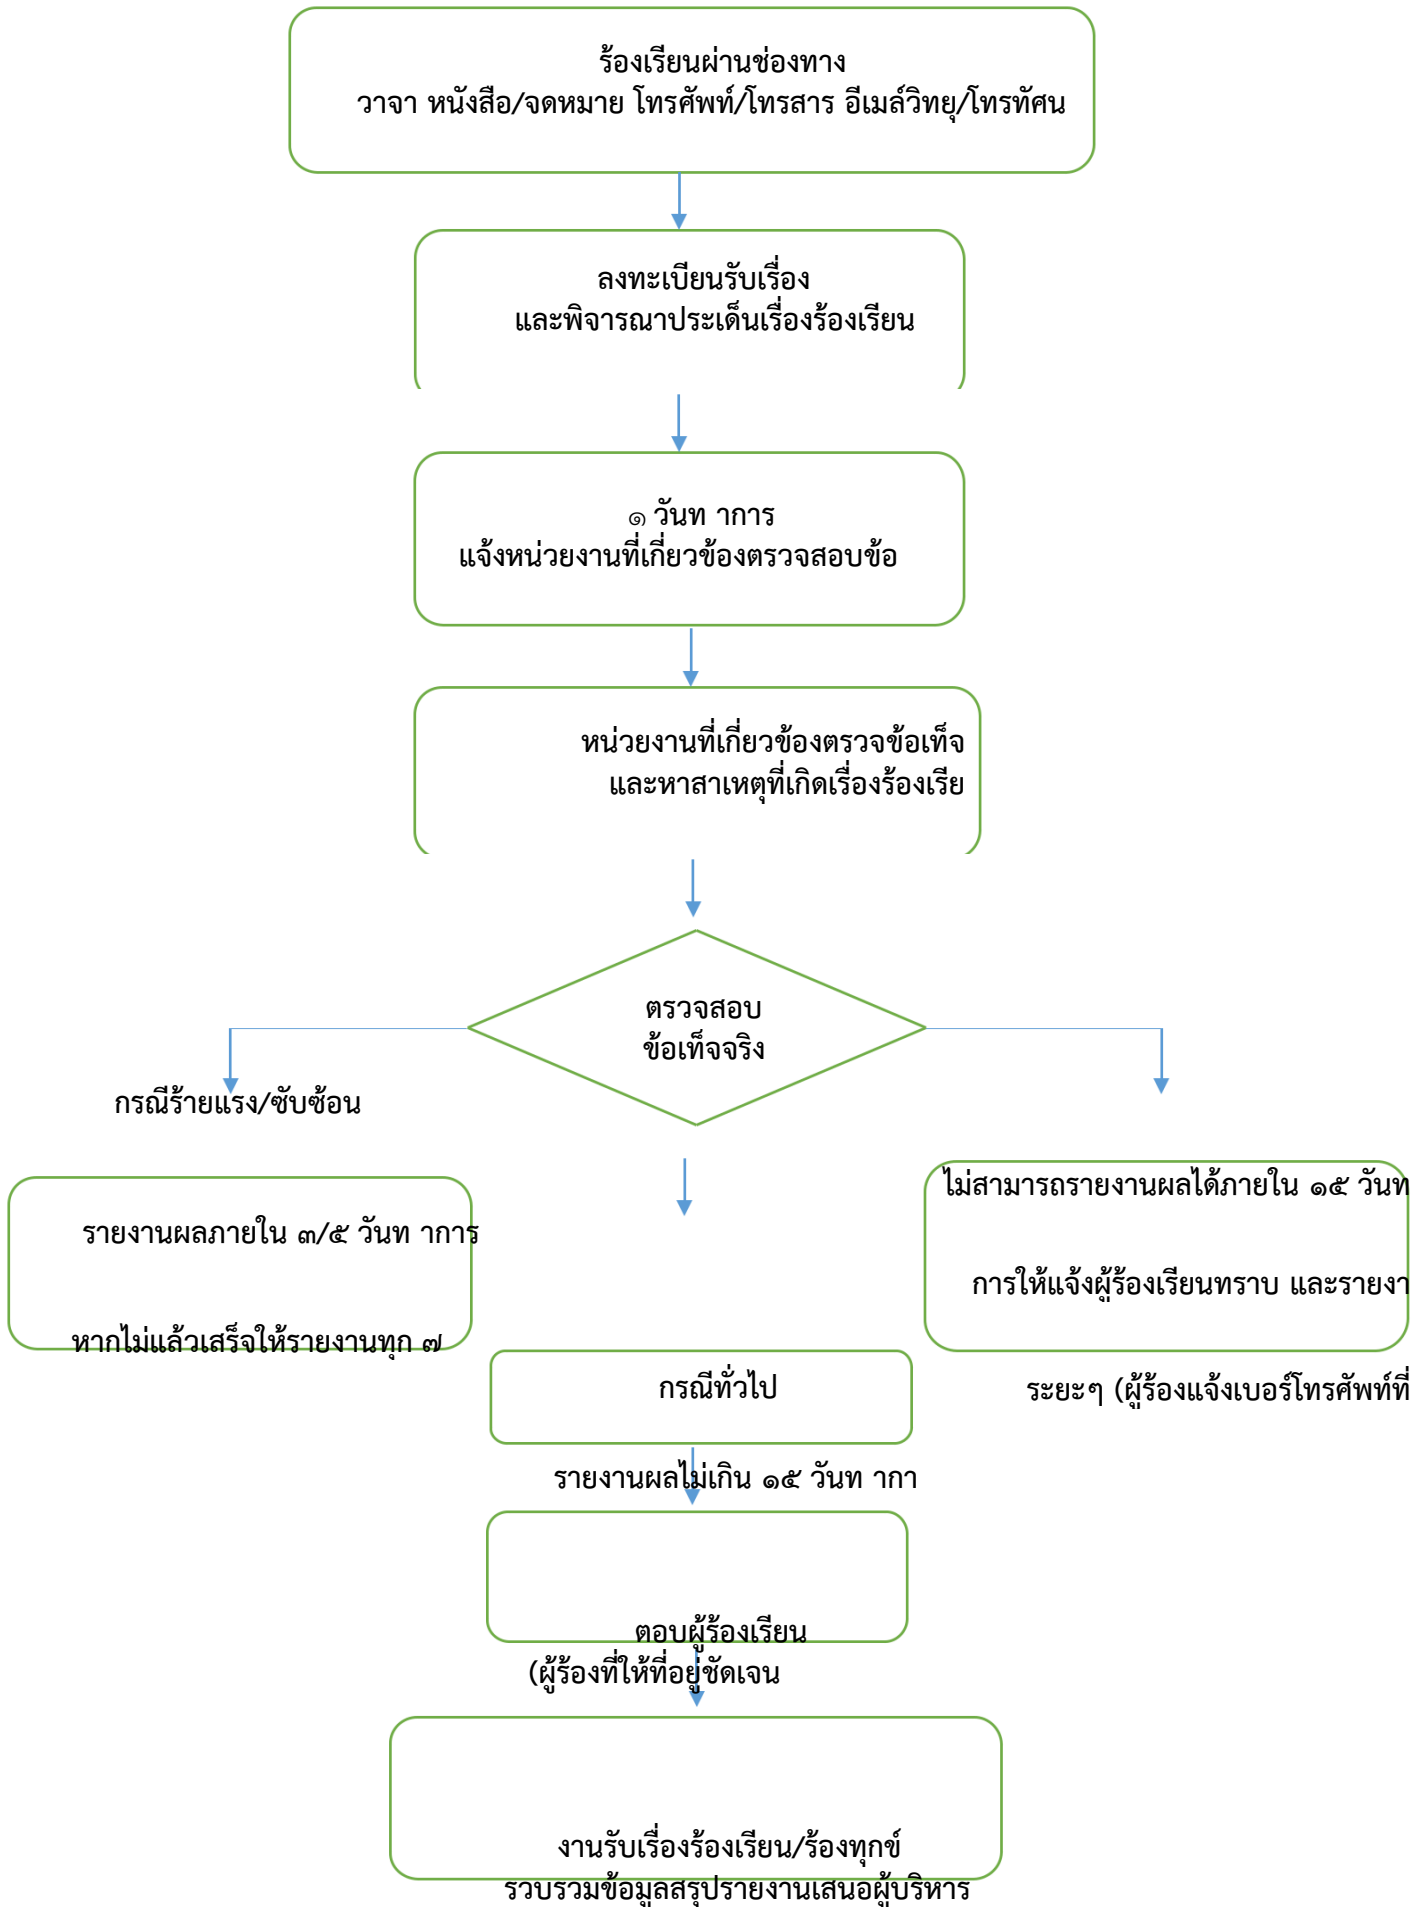 ร้องเรียนผ่านช่องทาง
วาจา หนังสือ/จดหมาย โทรศัพท์/โทรสาร อีเมล์วิทยุ/โทรทัศน
ลงทะเบียนรับเรื่อง
และพิจารณาประเด็นเรื่องร้องเรียน
๑ วันท าการ
แจ้งหน่วยงานที่เกี่ยวข้องตรวจสอบข้อ
หน่วยงานที่เกี่ยวข้องตรวจข้อเท็จ
และหาสาเหตุที่เกิดเรื่องร้องเรีย
ตรวจสอบ
ข้อเท็จจริง
กรณีร้ายแรง/ซับซ้อน
รายงานผลภายใน ๓/๕ วันท าการ
หากไม่แล้วเสร็จให้รายงานทุก ๗
ไม่สามารถรายงานผลได้ภายใน ๑๕ วันท
การให้แจ้งผู้ร้องเรียนทราบ และรายงา
ระยะๆ (ผู้ร้องแจ้งเบอร์โทรศัพท์ที่
กรณีทั่วไป
รายงานผลไม่เกิน ๑๕ วันท ากา
ตอบผู้ร้องเรียน
(ผู้ร้องที่ให้ที่อยู่ชัดเจน
งานรับเรื่องร้องเรียน/ร้องทุกข์
รวบรวมข้อมูลสรุปรายงานเสนอผู้บริหาร